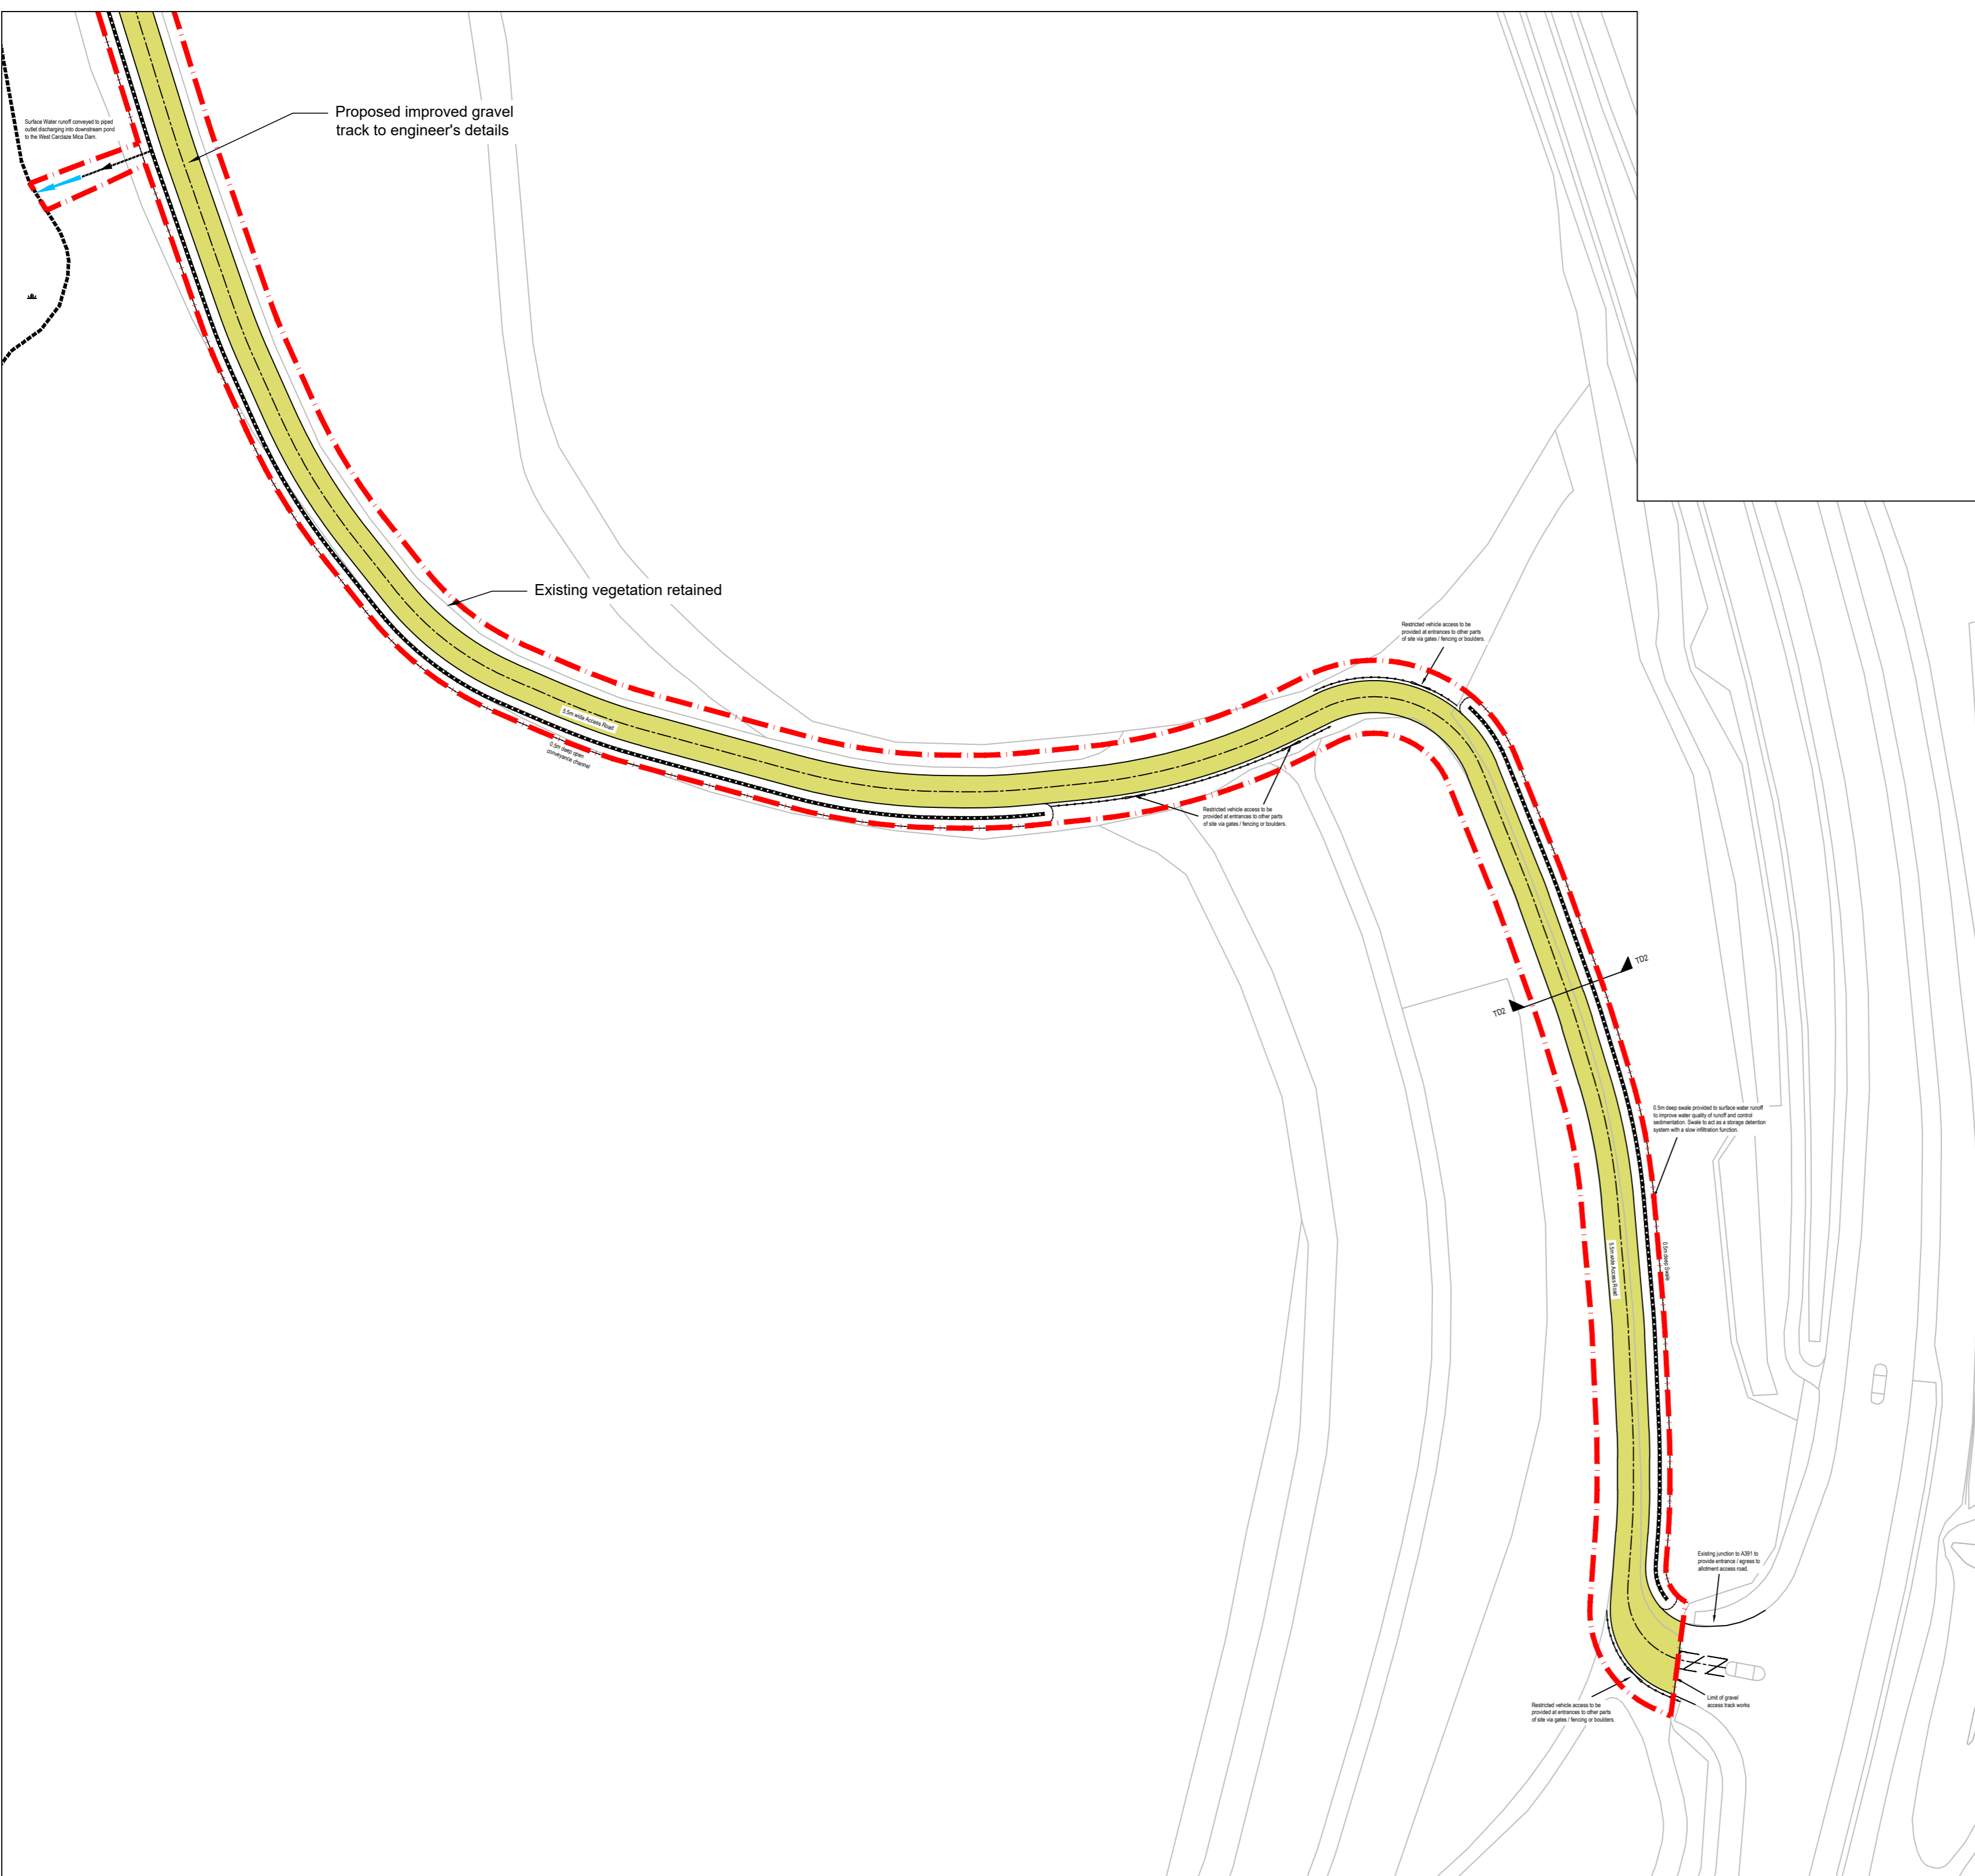 Surface Water runoff conveyed to piped
outlet discharging into downstream pond
to the West Carclaze Mica Dam.
Proposed improved gravel
track to engineer's details
Existing vegetation retained
Restricted vehicle access to be
provided at entrances to other parts
of site via gates / fencing or boulders.
5.5m wide Access Road
0.5m deep open
conveyance channel
Restricted vehicle access to be
provided at entrances to other parts
of site via gates / fencing or boulders.
TD2
TD2
0.5m deep swale provided to surface water runoff
to improve water quality of runoff and control
sedimentation. Swale to act as a storage detention
system with a slow infiltration function.
5.5m wide Access Road
0.5m deep Swale
Existing junction to A391 to
provide entrance / egress to
allotment access road.
Limit of gravel
access track works
Restricted vehicle access to be
provided at entrances to other parts
of site via gates / fencing or boulders.